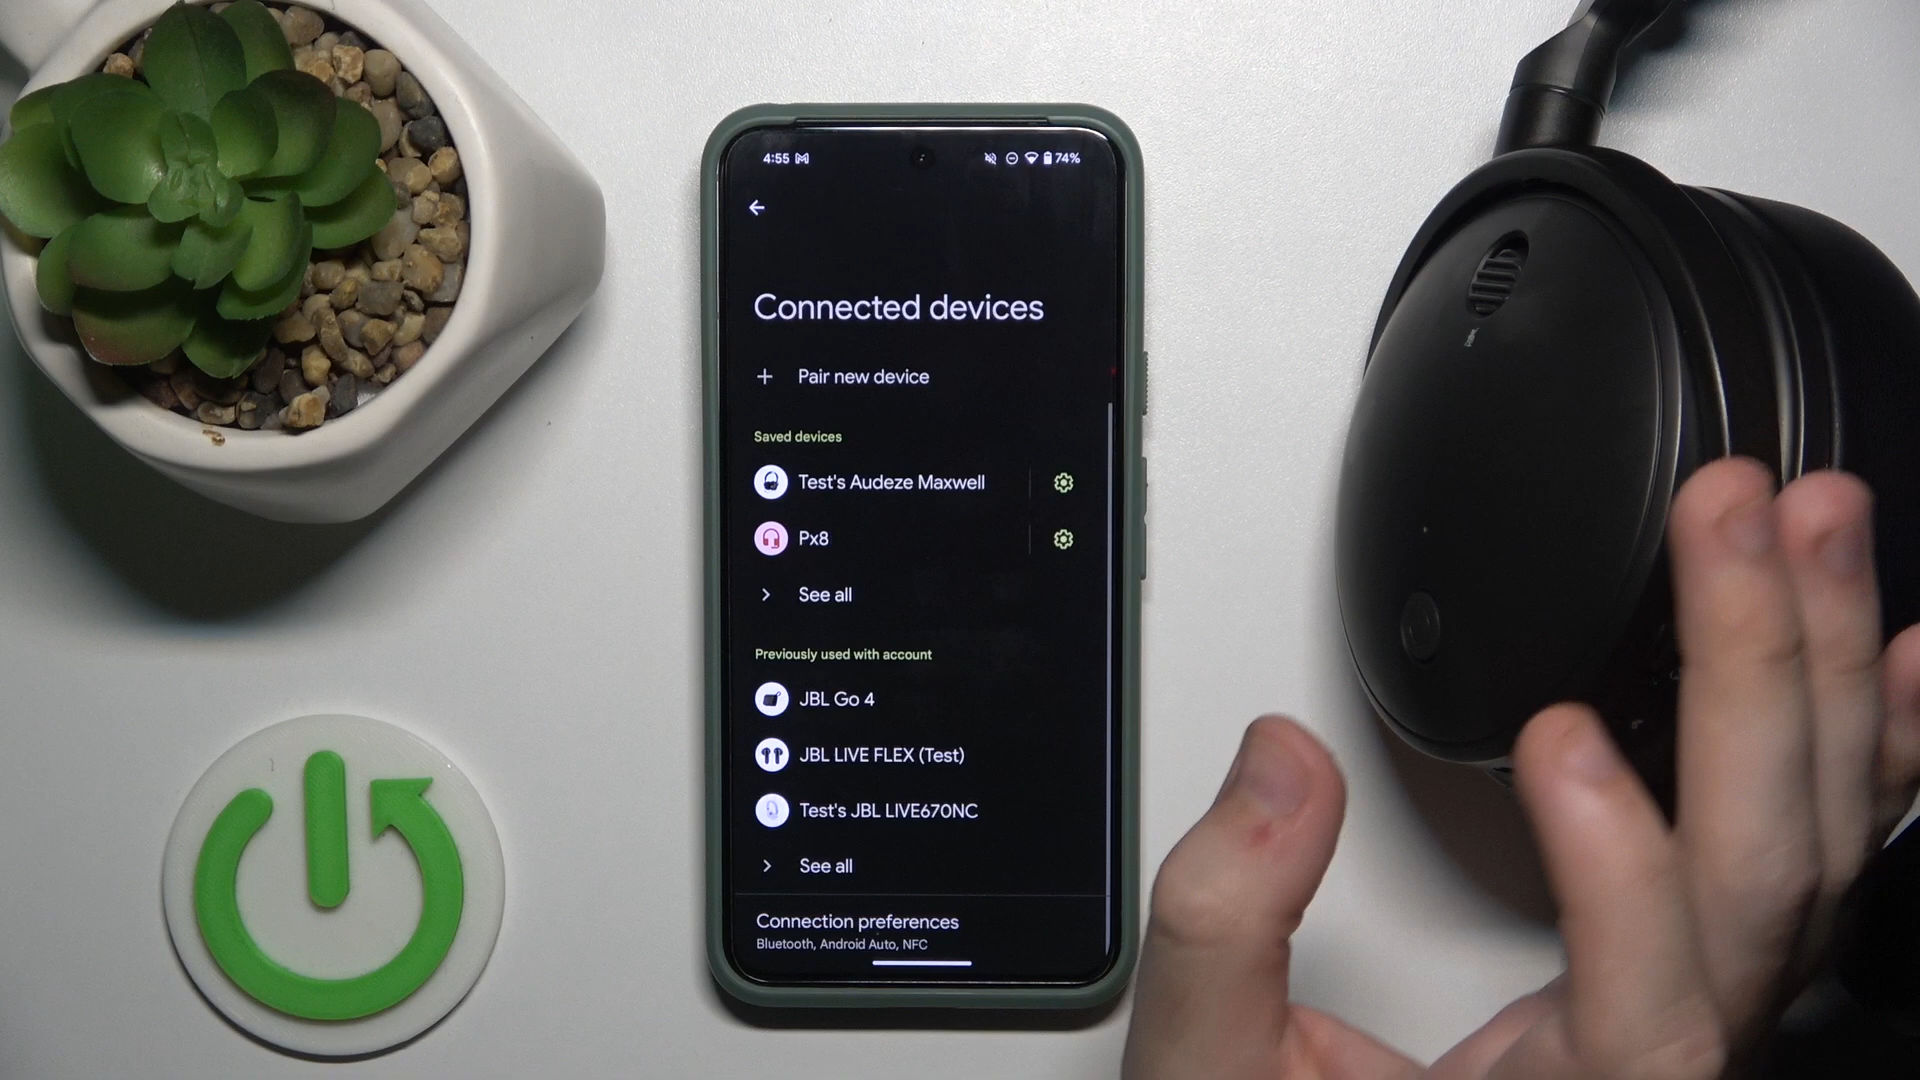 4:55 74%
Connected devices
Pair new device
Saved devices
Test's Audeze Maxwell
Px8
See all
Previously used with account
JBL Go 4
JBL LIVE FLEX (Test)
Test's JBL LIVE670NC
See all
Connection preferences
Bluetooth, Android Auto, NFC